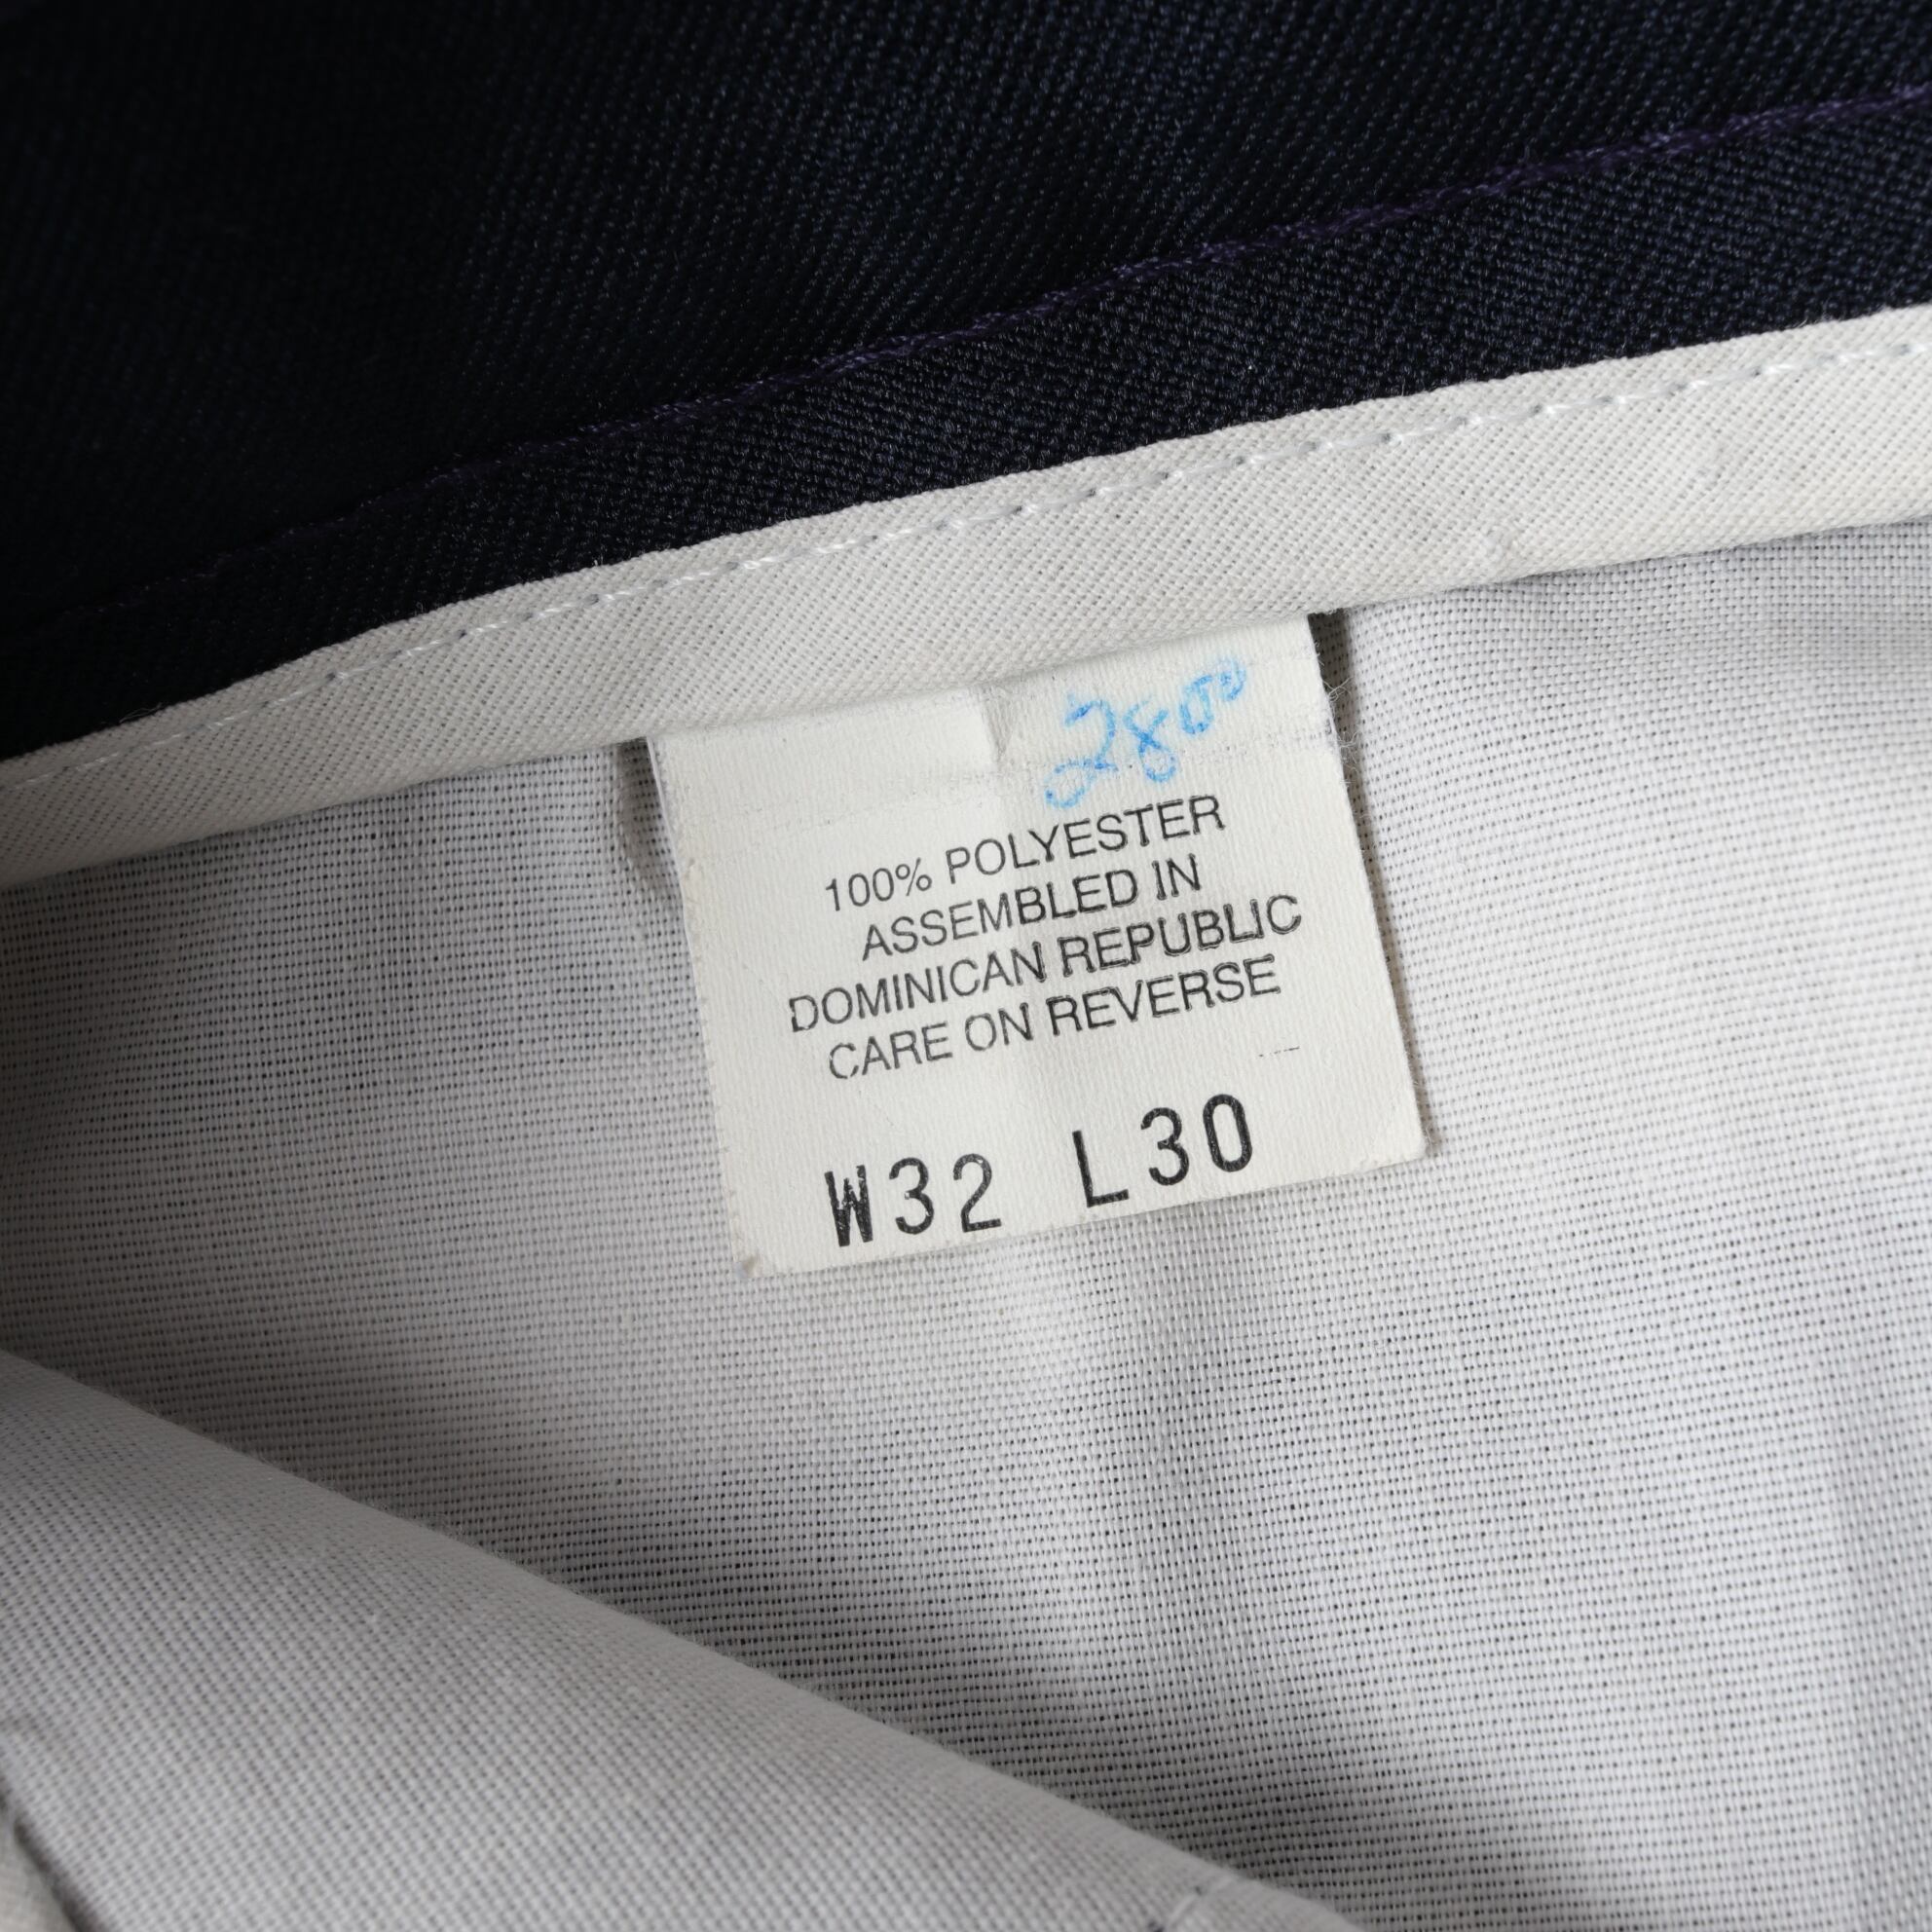 28⁰⁰
100% POLYESTER
ASSEMBLED IN
DOMINICAN REPUBLIC
CARE ON REVERSE
W32 L30